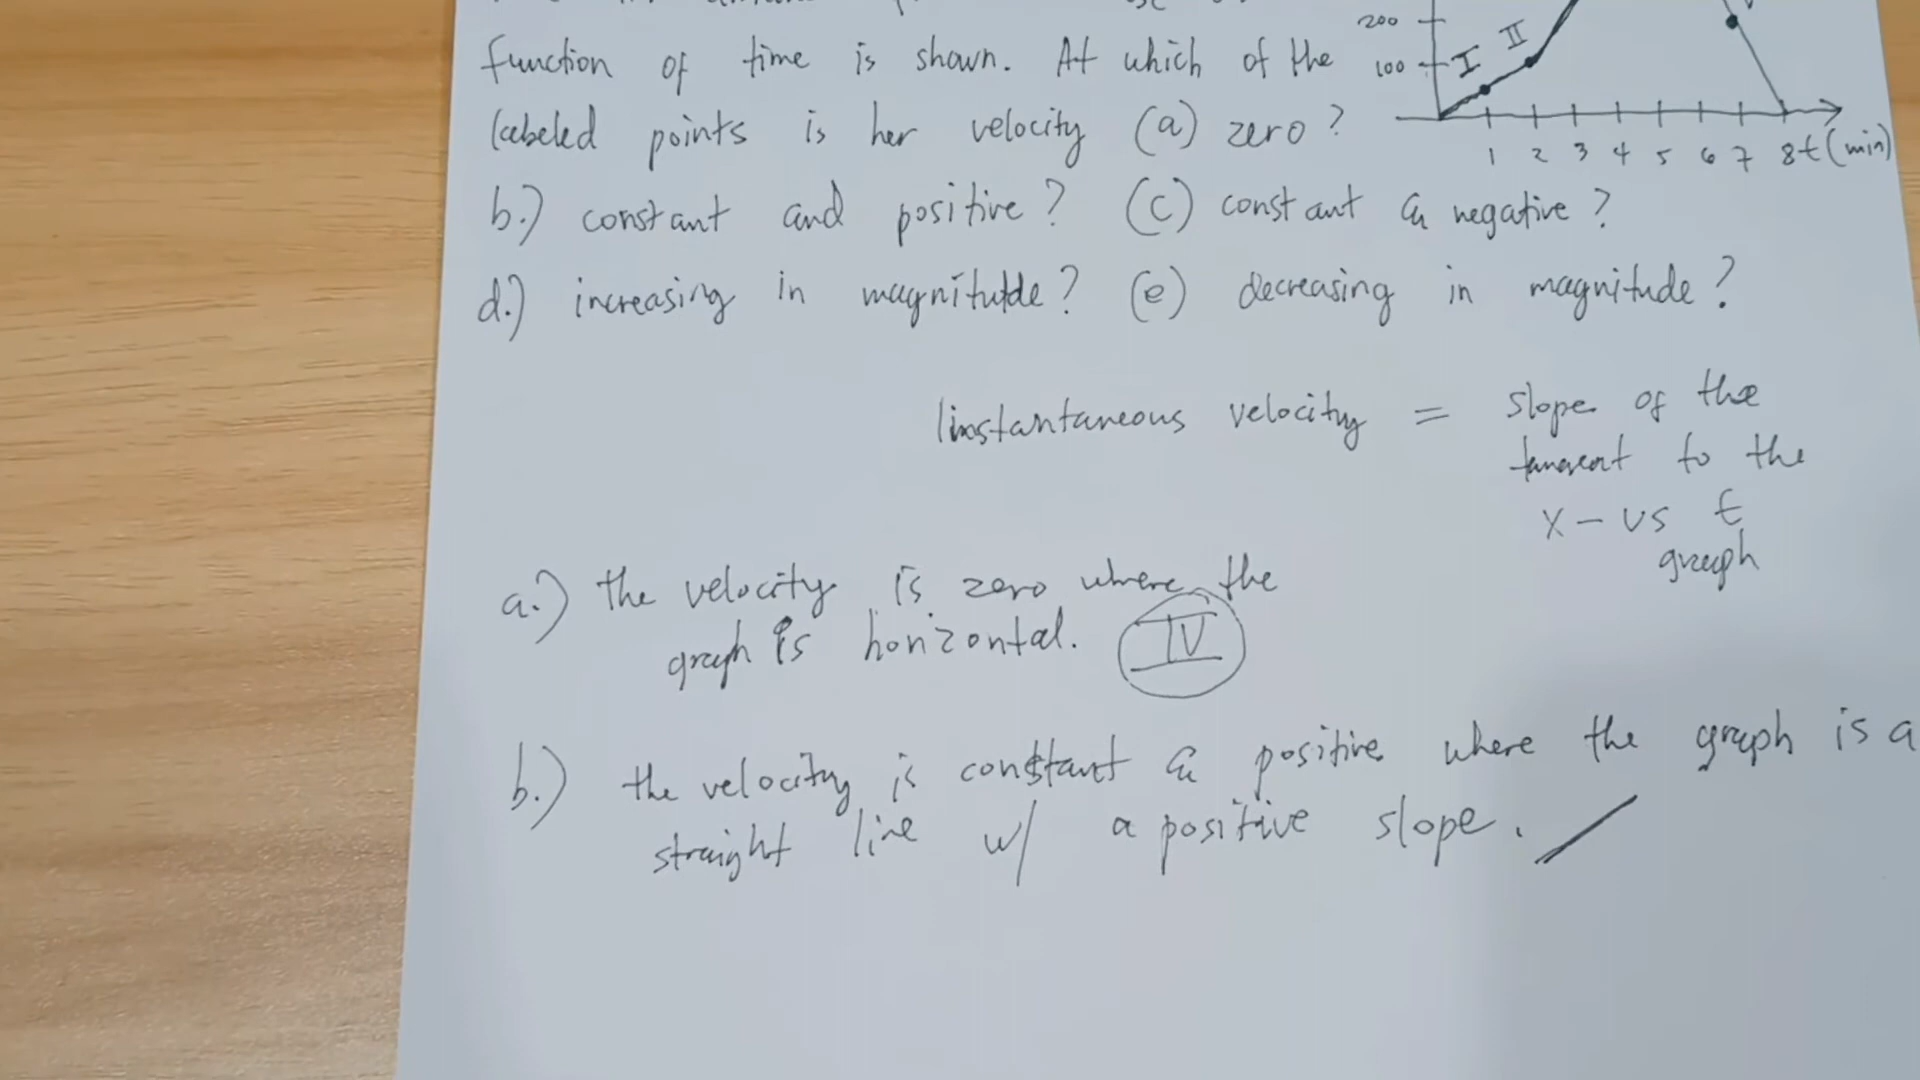 function of time is shown. At which of the
labeled points is her velocity (a) zero?
b.) constant and positive? (c) constant & negative?
d.) increasing in magnitutde? (e) decreasing in magnitude?
200
100
I
II
1 2 3 4 5 6 7 8 t(min)
instantaneous velocity = slope of the
tangent to the
x - vs t
graph
a.) the velocity is zero where the
graph is horizontal. IV
b.) the velocity is constant & positive where the graph is a
straight line w/ a positive slope.